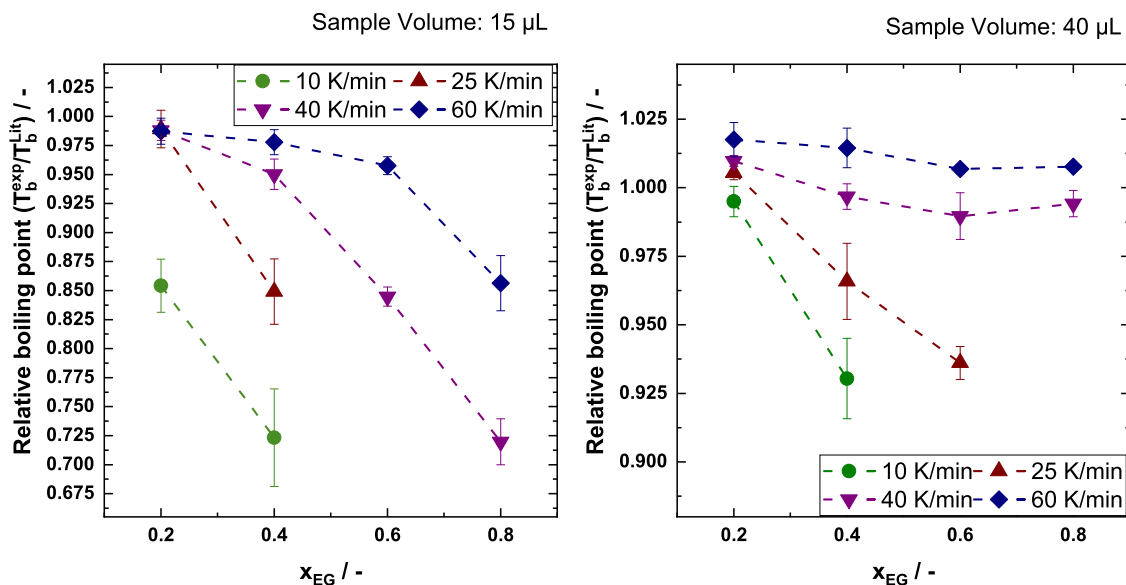 Sample Volume: 15 µL
10 K/min 25 K/min
40 K/min 60 K/min
Relative boiling point (T_b^exp/T_b^Lit) / -
1.025
1.000
0.975
0.950
0.925
0.900
0.875
0.850
0.825
0.800
0.775
0.750
0.725
0.700
0.675
0.2 0.4 0.6 0.8
x_EG / -
Sample Volume: 40 µL
Relative boiling point (T_b^exp/T_b^Lit) / -
1.025
1.000
0.975
0.950
0.925
0.900
10 K/min 25 K/min
40 K/min 60 K/min
0.2 0.4 0.6 0.8
x_EG / -